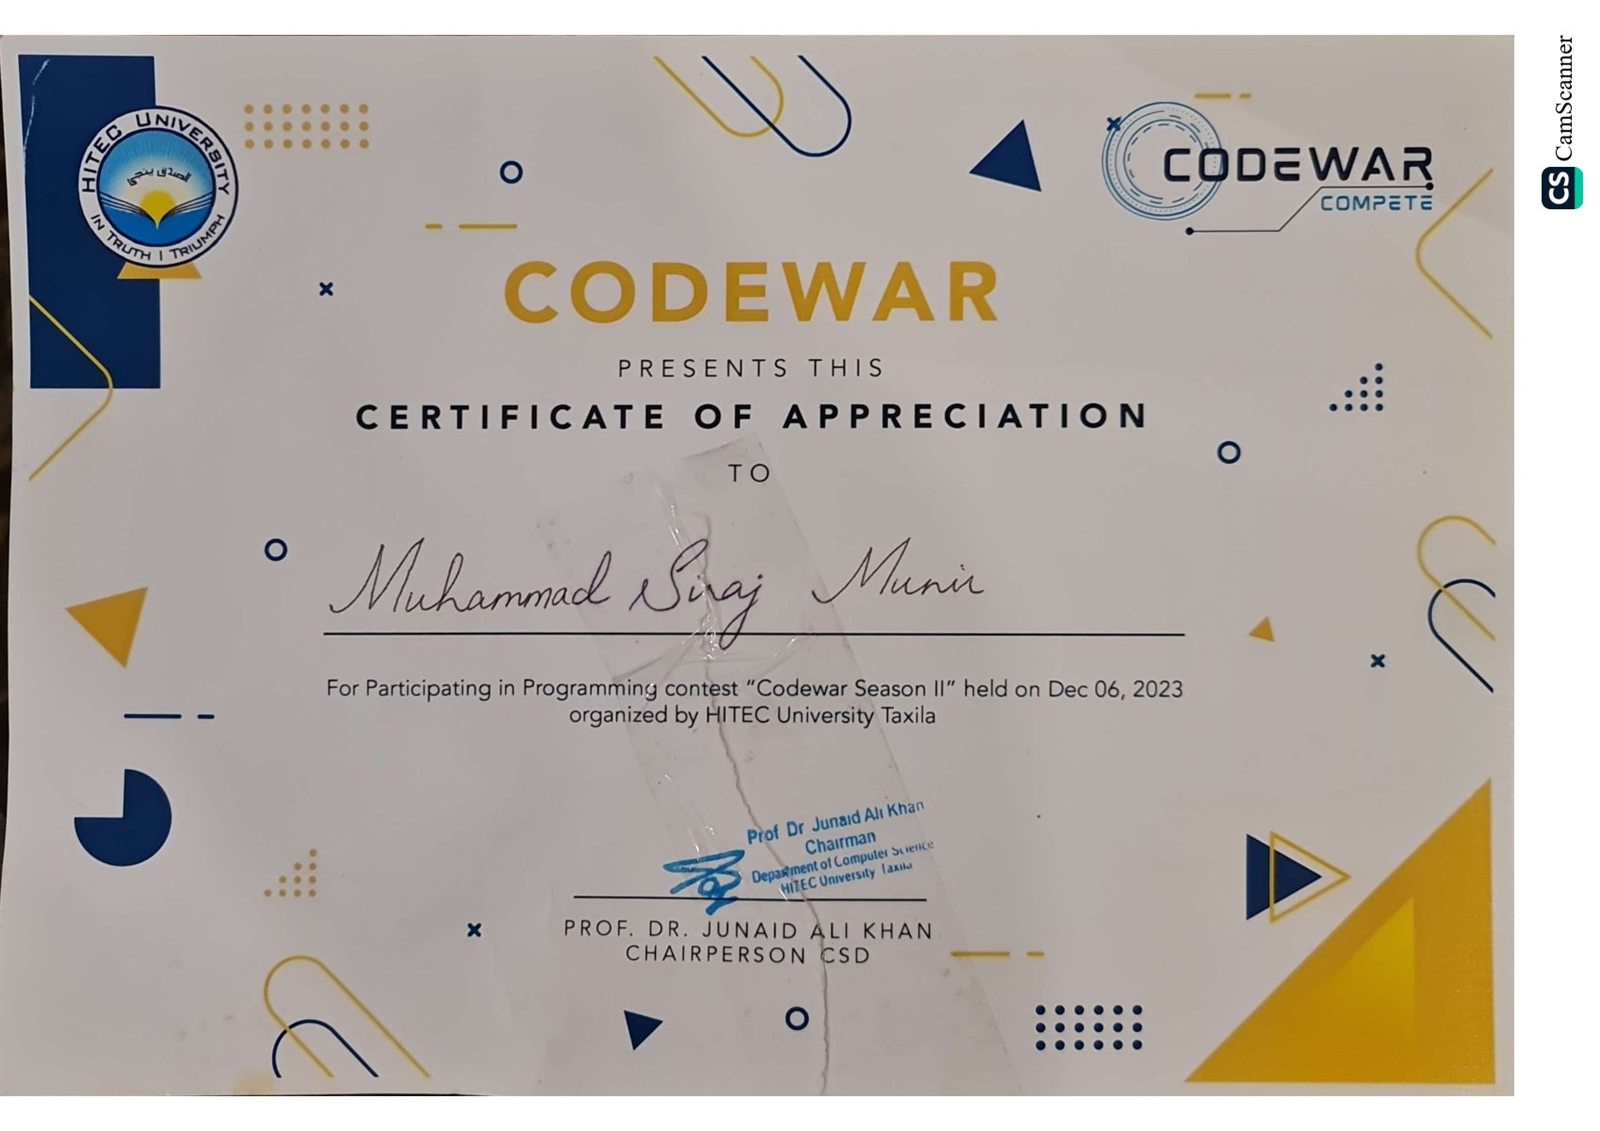 HITEC UNIVERSITY
الصدق ينجي
IN TRUTH | TRIUMPH
CODEWAR
COMPETE
CODEWAR
PRESENTS THIS
CERTIFICATE OF APPRECIATION
TO
Muhammad Siraj Munir
For Participating in Programming contest "Codewar Season II" held on Dec 06, 2023
organized by HITEC University Taxila
Prof Dr Junaid Ali Khan
Chairman
Department of Computer Science
HITEC University Taxila
PROF. DR. JUNAID ALI KHAN
CHAIRPERSON CSD
CS CamScanner